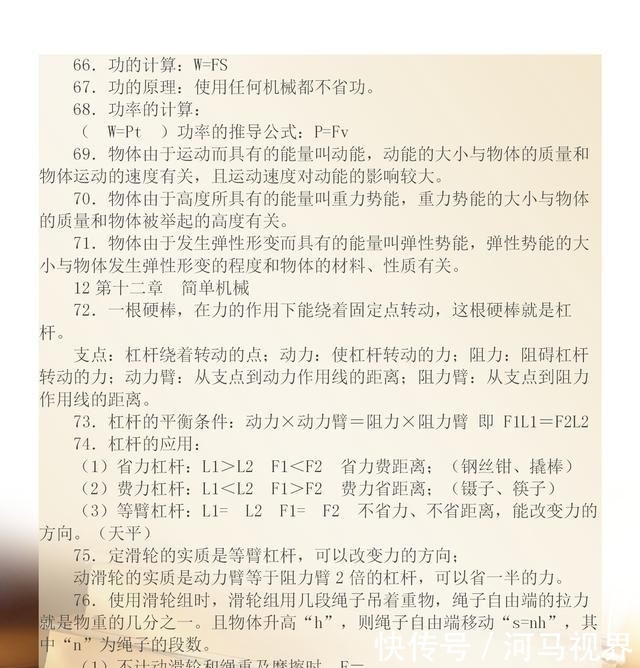 66．功的计算：W=FS
67．功的原理：使用任何机械都不省功。
68．功率的计算：
（  W=Pt  ）功率的推导公式：P=Fv
69．物体由于运动而具有的能量叫动能，动能的大小与物体的质量和
物体运动的速度有关，且运动速度对动能的影响较大。
70．物体由于高度所具有的能量叫重力势能，重力势能的大小与物体
的质量和物体被举起的高度有关。
71．物体由于发生弹性形变而具有的能量叫弹性势能，弹性势能的大
小与物体发生弹性形变的程度和物体的材料、性质有关。
12 第十二章  简单机械
72．一根硬棒，在力的作用下能绕着固定点转动，这根硬棒就是杠
杆。
支点：杠杆绕着转动的点；动力：使杠杆转动的力；阻力：阻碍杠杆
转动的力；动力臂：从支点到动力作用线的距离；阻力臂：从支点到阻力
作用线的距离。
73．杠杆的平衡条件：动力×动力臂＝阻力×阻力臂 即 F1L1＝F2L2
74．杠杆的应用：
（1）省力杠杆：L1＞L2  F1＜F2  省力费距离；（钢丝钳、撬棒）
（2）费力杠杆：L1＜L2  F1＞F2  费力省距离；（镊子、筷子）
（3）等臂杠杆：L1=  L2  F1=  F2  不省力、不省距离，能改变力的
方向。（天平）
75．定滑轮的实质是等臂杠杆，可以改变力的方向；
动滑轮的实质是动力臂等于阻力臂 2 倍的杠杆，可以省一半的力。
76．使用滑轮组时，滑轮组用几段绳子吊着重物，绳子自由端的拉力
就是物重的几分之一。且物体升高“h”，则绳子自由端移动“s=nh”，其
中“n”为绳子的段数。
（1）不计动滑轮和绳重及摩擦时，F＝
快传号／河马视界